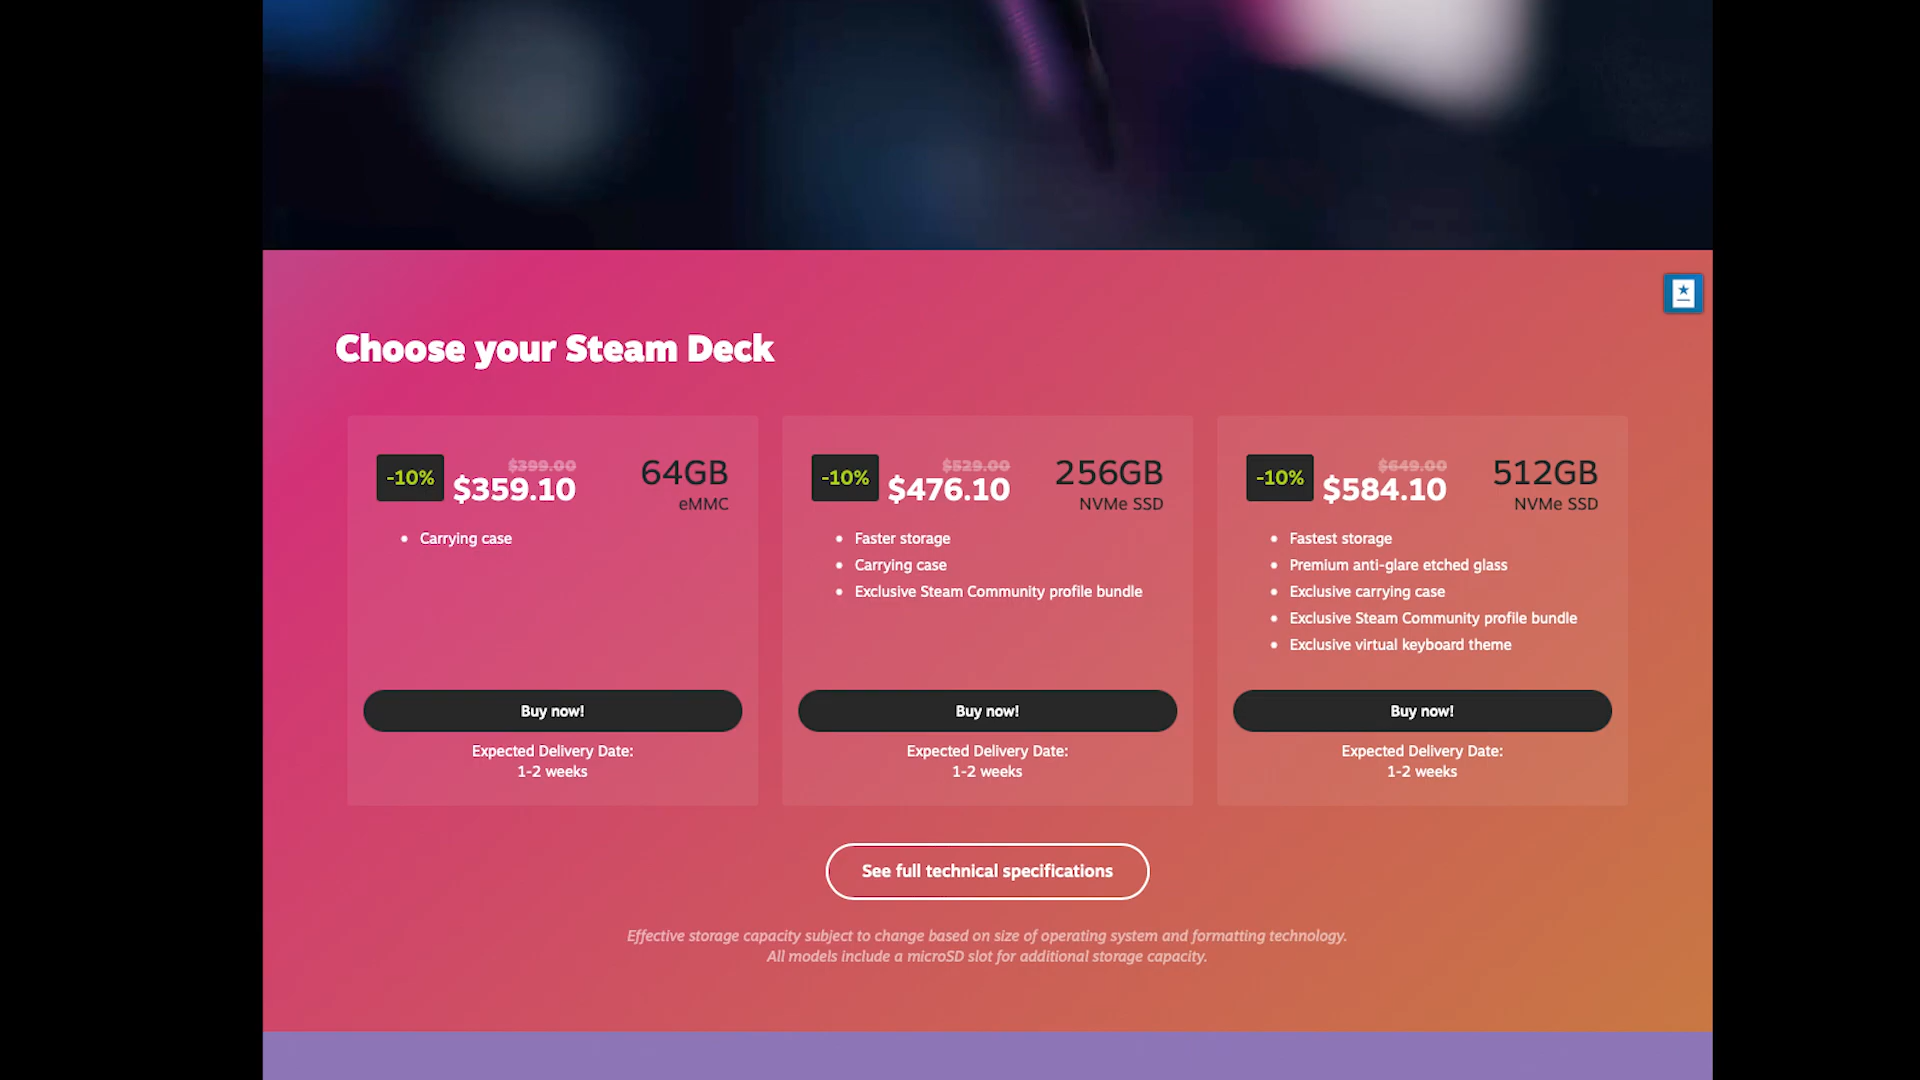 Choose your Steam Deck
-10%
$399.00
$359.10
64GB
eMMC
Carrying case
Buy now!
Expected Delivery Date:
1-2 weeks
-10%
$529.00
$476.10
256GB
NVMe SSD
Faster storage
Carrying case
Exclusive Steam Community profile bundle
Buy now!
Expected Delivery Date:
1-2 weeks
-10%
$649.00
$584.10
512GB
NVMe SSD
Fastest storage
Premium anti-glare etched glass
Exclusive carrying case
Exclusive Steam Community profile bundle
Exclusive virtual keyboard theme
Buy now!
Expected Delivery Date:
1-2 weeks
See full technical specifications
Effective storage capacity subject to change based on size of operating system and formatting technology.
All models include a microSD slot for additional storage capacity.